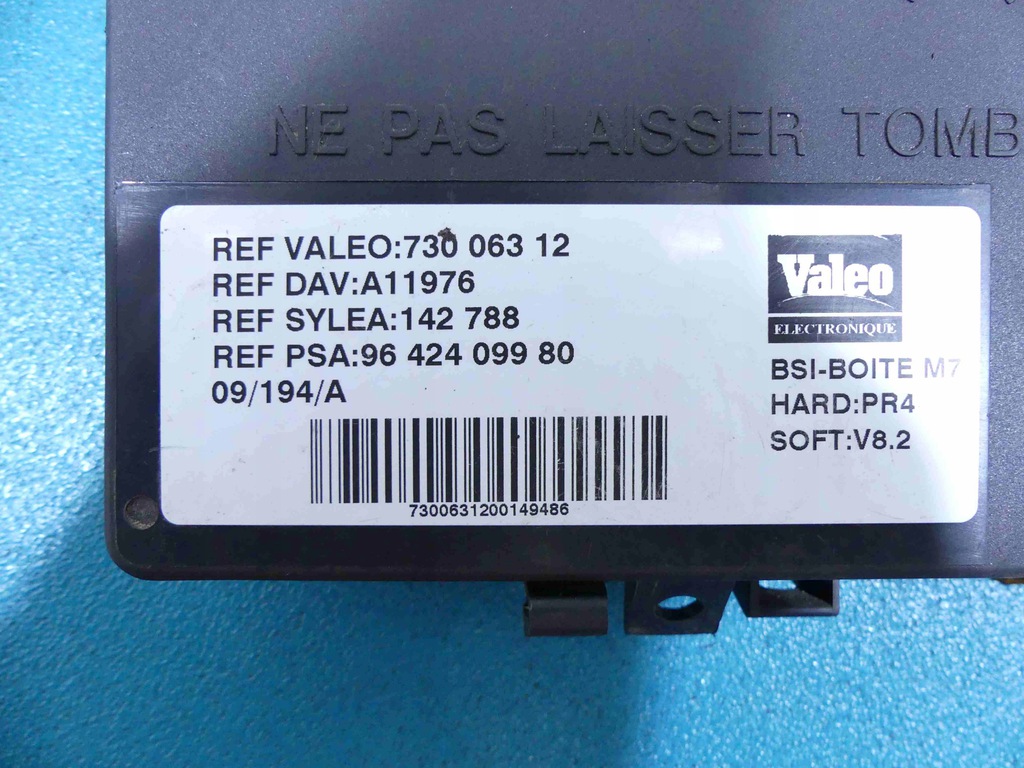 NE PAS LAISSER TOMB
REF VALEO:730 063 12
REF DAV:A11976
REF SYLEA:142 788
REF PSA:96 424 099 80
09/194/A
7300631200149486
Valeo
ELECTRONIQUE
BSI-BOITE M7
HARD:PR4
SOFT:V8.2